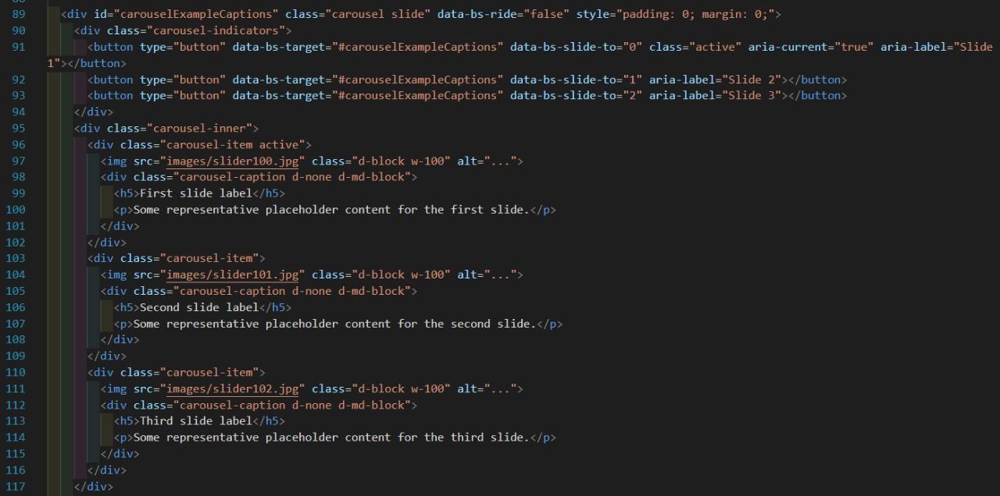 89 <div id="carouselExampleCaptions" class="carousel slide" data-bs-ride="false" style="padding: 0; margin: 0;">
90 <div class="carousel-indicators">
91 <button type="button" data-bs-target="#carouselExampleCaptions" data-bs-slide-to="0" class="active" aria-current="true" aria-label="Slide
1"></button>
92 <button type="button" data-bs-target="#carouselExampleCaptions" data-bs-slide-to="1" aria-label="Slide 2"></button>
93 <button type="button" data-bs-target="#carouselExampleCaptions" data-bs-slide-to="2" aria-label="Slide 3"></button>
94 </div>
95 <div class="carousel-inner">
96 <div class="carousel-item active">
97 <img src="images/slider100.jpg" class="d-block w-100" alt="...">
98 <div class="carousel-caption d-none d-md-block">
99 <h5>First slide label</h5>
100 <p>Some representative placeholder content for the first slide.</p>
101 </div>
102 </div>
103 <div class="carousel-item">
104 <img src="images/slider101.jpg" class="d-block w-100" alt="...">
105 <div class="carousel-caption d-none d-md-block">
106 <h5>Second slide label</h5>
107 <p>Some representative placeholder content for the second slide.</p>
108 </div>
109 </div>
110 <div class="carousel-item">
111 <img src="images/slider102.jpg" class="d-block w-100" alt="...">
112 <div class="carousel-caption d-none d-md-block">
113 <h5>Third slide label</h5>
114 <p>Some representative placeholder content for the third slide.</p>
115 </div>
116 </div>
117 </div>